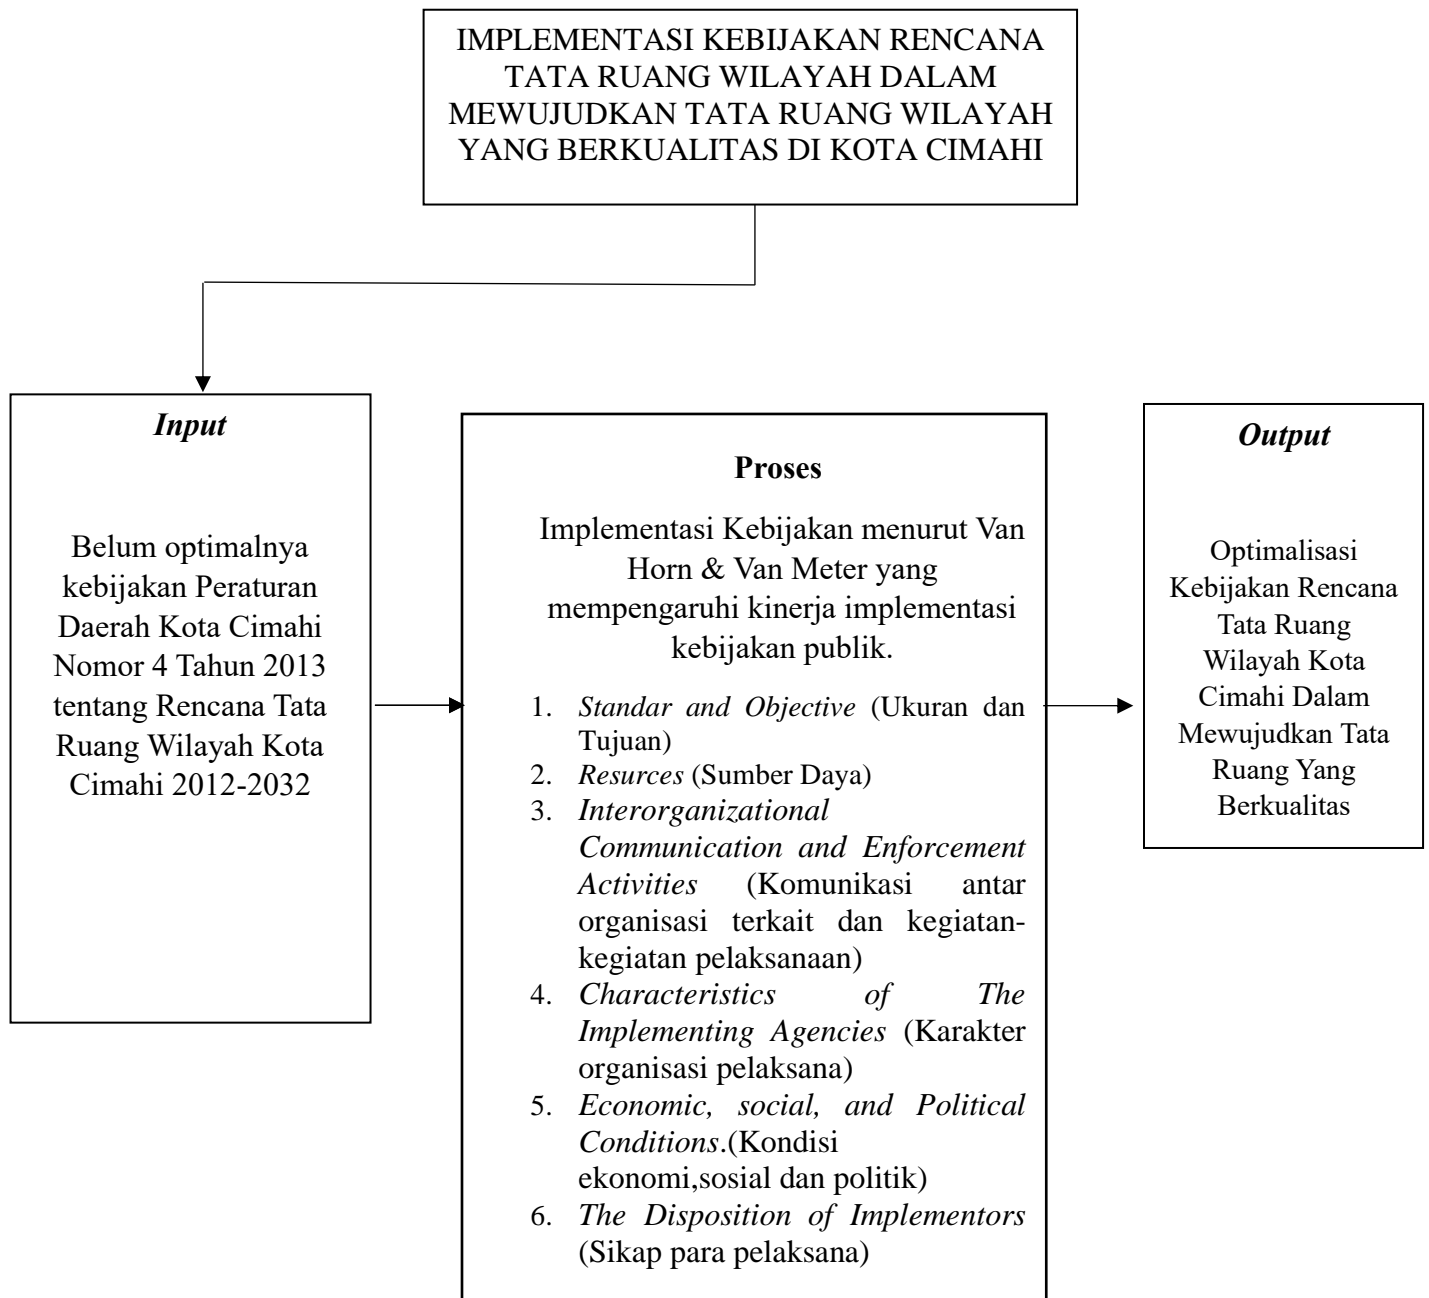 IMPLEMENTASI KEBIJAKAN RENCANA
TATA RUANG WILAYAH DALAM
MEWUJUDKAN TATA RUANG WILAYAH
YANG BERKUALITAS DI KOTA CIMAHI
Input
Belum optimalnya
kebijakan Peraturan
Daerah Kota Cimahi
Nomor 4 Tahun 2013
tentang Rencana Tata
Ruang Wilayah Kota
Cimahi 2012-2032
Proses
Implementasi Kebijakan menurut Van
Horn & Van Meter yang
mempengaruhi kinerja implementasi
kebijakan publik.
1. Standar and Objective (Ukuran dan
Tujuan)
2. Resurces (Sumber Daya)
3. Interorganizational
Communication and Enforcement
Activities (Komunikasi antar
organisasi terkait dan kegiatan-
kegiatan pelaksanaan)
4. Characteristics of The
Implementing Agencies (Karakter
organisasi pelaksana)
5. Economic, social, and Political
Conditions.(Kondisi
ekonomi,sosial dan politik)
6. The Disposition of Implementors
(Sikap para pelaksana)
Output
Optimalisasi
Kebijakan Rencana
Tata Ruang
Wilayah Kota
Cimahi Dalam
Mewujudkan Tata
Ruang Yang
Berkualitas